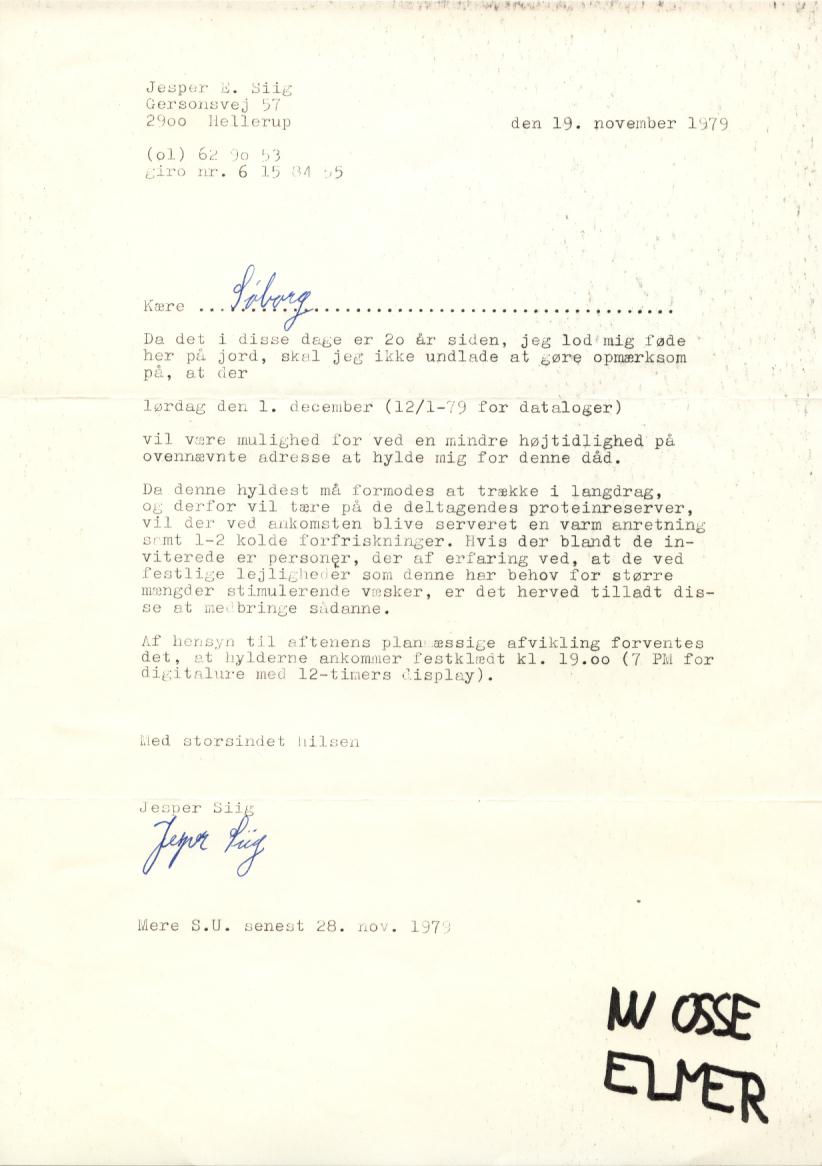 Jesper E. Siig
Gersonsvej 57
29oo Hellerup
den 19. november 1979
(ol) 62 9o 53
giro nr. 6 15 84 55
Kære ...Söborg..............................................
Da det i disse dage er 2o år siden, jeg lod mig føde
her på jord, skal jeg ikke undlade at gøre opmærksom
på, at der
lørdag den 1. december (12/1-79 for dataloger)
vil være mulighed for ved en mindre højtidlighed på
ovennævnte adresse at hylde mig for denne dåd.
Da denne hyldest må formodes at trække i langdrag,
og derfor vil tære på de deltagendes proteinreserver,
vil der ved ankomsten blive serveret en varm anretning
samt 1-2 kolde forfriskninger. Hvis der blandt de in-
viterede er personer, der af erfaring ved, at de ved
festlige lejligheder som denne har behov for større
mængder stimulerende væsker, er det herved tilladt dis-
se at medbringe sådanne.
Af hensyn til aftenens planmæssige afvikling forventes
det, at hylderne ankommer festklædt kl. 19.oo (7 PM for
digitalure med 12-timers display).
Med storsindet hilsen
Jesper Siig
Jesper Siig
Mere S.U. senest 28. nov. 1979
OSSE
ELMER